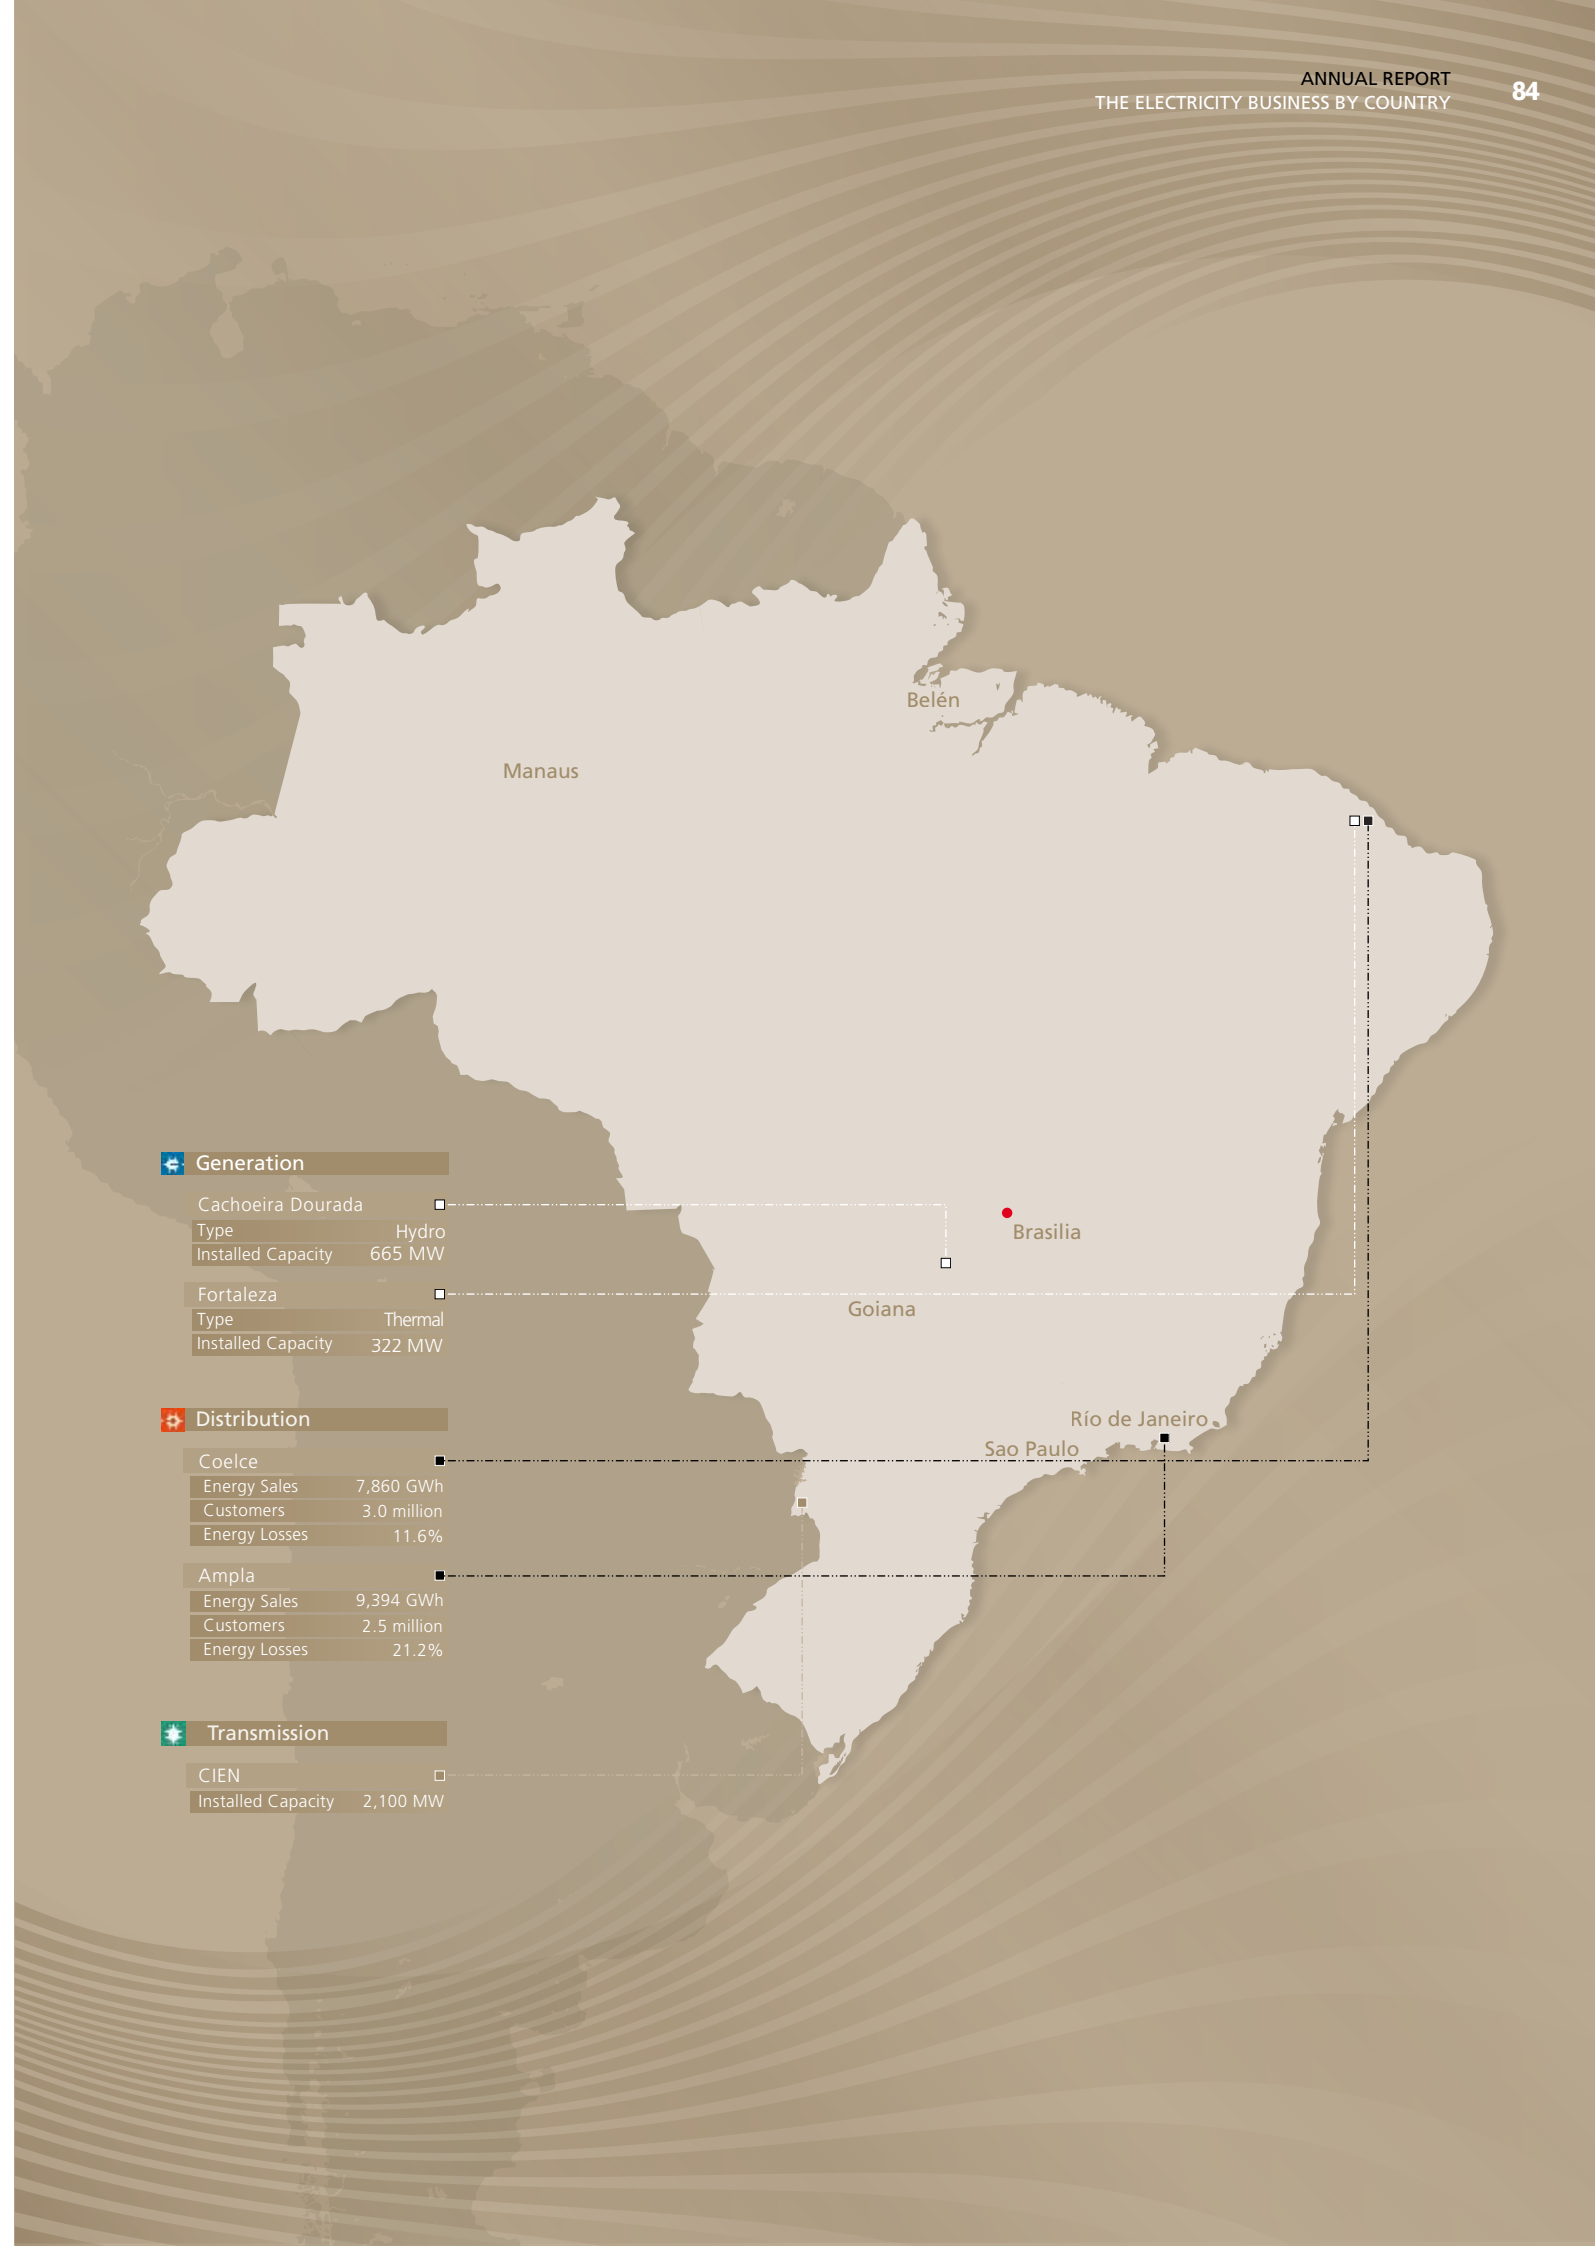 ANNUAL REPORT
THE ELECTRICITY BUSINESS BY COUNTRY
84
Belén
Manaus
Generation
Cachoeira Dourada
Type Hydro
Installed Capacity 665 MW
Fortaleza
Type Thermal
Installed Capacity 322 MW
Brasilia
Goiana
Río de Janeiro
Sao Paulo
Distribution
Coelce
Energy Sales 7,860 GWh
Customers 3.0 million
Energy Losses 11.6%
Ampla
Energy Sales 9,394 GWh
Customers 2.5 million
Energy Losses 21.2%
Transmission
CIEN
Installed Capacity 2,100 MW